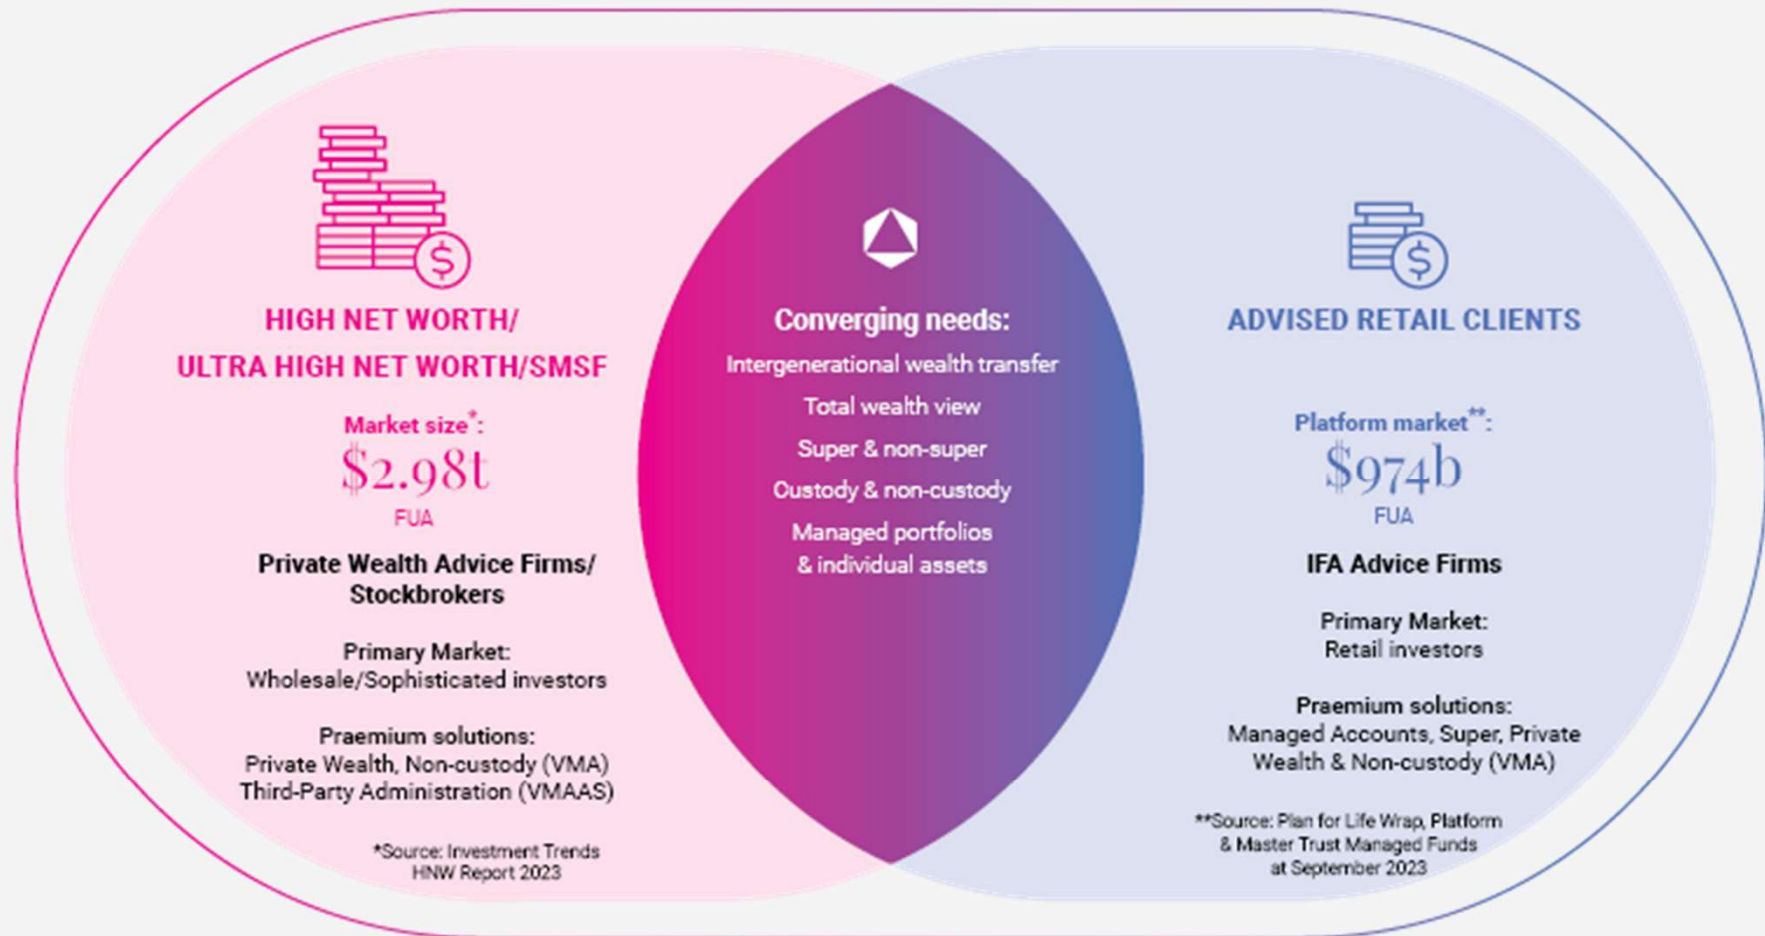 HIGH NET WORTH/
ULTRA HIGH NET WORTH/SMSF
Market size*:
$2.98t
FUA
Private Wealth Advice Firms/
Stockbrokers
Primary Market:
Wholesale/Sophisticated investors
Praemium solutions:
Private Wealth, Non-custody (VMA)
Third-Party Administration (VMAAS)
*Source: Investment Trends
HNW Report 2023
Converging needs:
Intergenerational wealth transfer
Total wealth view
Super & non-super
Custody & non-custody
Managed portfolios
& individual assets
ADVISED RETAIL CLIENTS
Platform market**:
$974b
FUA
IFA Advice Firms
Primary Market:
Retail investors
Praemium solutions:
Managed Accounts, Super, Private
Wealth & Non-custody (VMA)
**Source: Plan for Life Wrap, Platform
& Master Trust Managed Funds
at September 2023